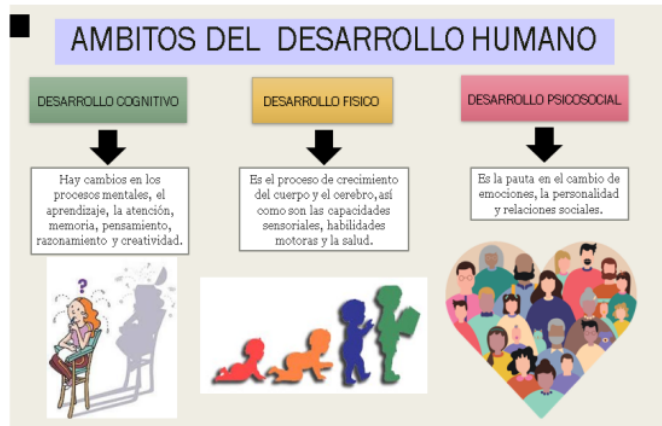 AMBITOS DEL DESARROLLO HUMANO
DESARROLLO COGNITIVO
Hay cambios en los
procesos mentales, el
aprendizaje, la atención,
memoria, pensamiento,
razonamiento y creatividad.
?
DESARROLLO FISICO
Es el proceso de crecimiento
del cuerpo y el cerebro, así
como son las capacidades
sensoriales, habilidades
motoras y la salud.
DESARROLLO PSICOSOCIAL
Es la pauta en el cambio de
emociones, la personalidad
y relaciones sociales.